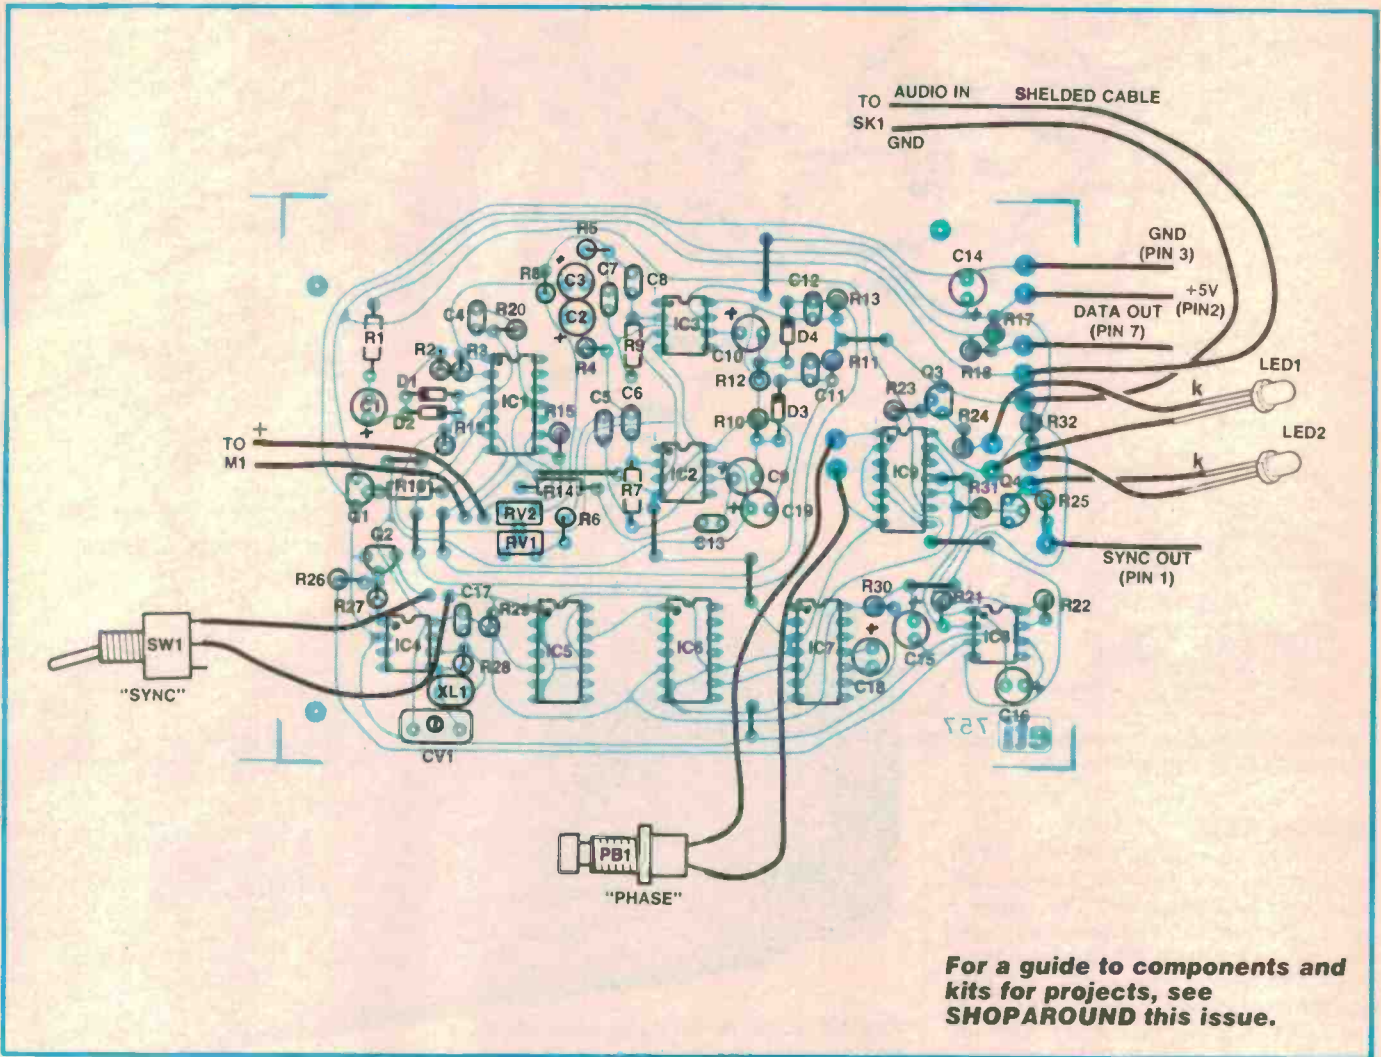 AUDIO IN
SHELDED CABLE
TO
SK1
GND
GND
(PIN 3)
+5V
(PIN2)
DATA OUT
(PIN 7)
C14
R5
R8
C3
C7
C8
C2
C12
R13
C4
R20
IC3
C10
D4
R17
R1
R2
R3
R4
R9
R11
R18
LED1
k
D1
D2
C1
IC1
R15
C5
C6
R12
C11
R10
D3
R23
Q3
R24
R32
LED2
k
TO +
M1
R16
R14
R7
IC2
C9
C19
IC9
R31
Q4
R25
Q1
RV2
RV1
R6
C13
Q2
SYNC OUT
(PIN 1)
R26
R27
C17
R29
R30
R21
R22
IC4
R28
IC5
IC6
IC7
C18
C15
IC8
SW1
"SYNC"
XL1
CV1
C16
757
eti
PB1
"PHASE"
For a guide to components and
kits for projects, see
SHOPAROUND this issue.